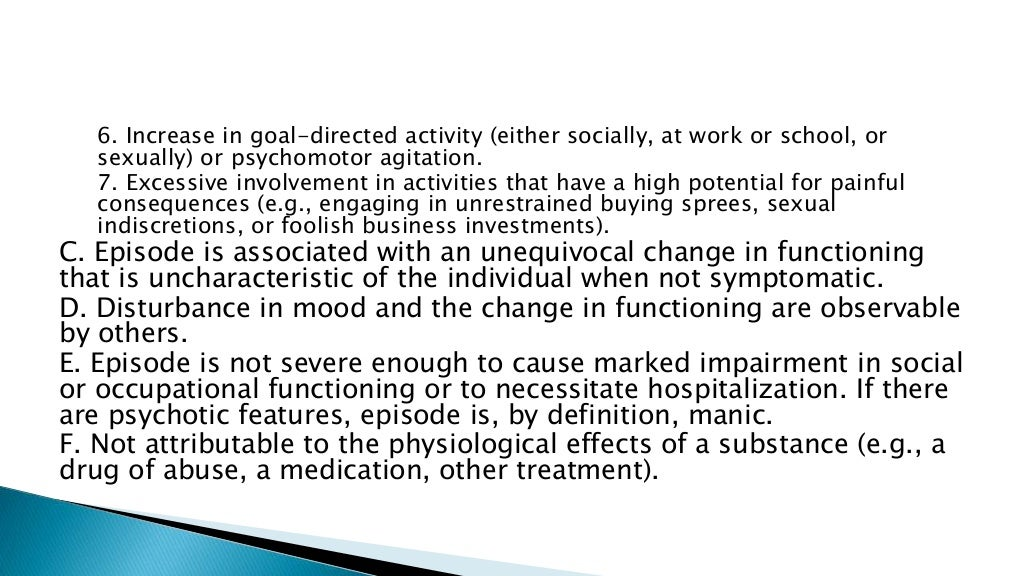 6. Increase in goal-directed activity (either socially, at work or school, or
sexually) or psychomotor agitation.
7. Excessive involvement in activities that have a high potential for painful
consequences (e.g., engaging in unrestrained buying sprees, sexual
indiscretions, or foolish business investments).
C. Episode is associated with an unequivocal change in functioning
that is uncharacteristic of the individual when not symptomatic.
D. Disturbance in mood and the change in functioning are observable
by others.
E. Episode is not severe enough to cause marked impairment in social
or occupational functioning or to necessitate hospitalization. If there
are psychotic features, episode is, by definition, manic.
F. Not attributable to the physiological effects of a substance (e.g., a
drug of abuse, a medication, other treatment).